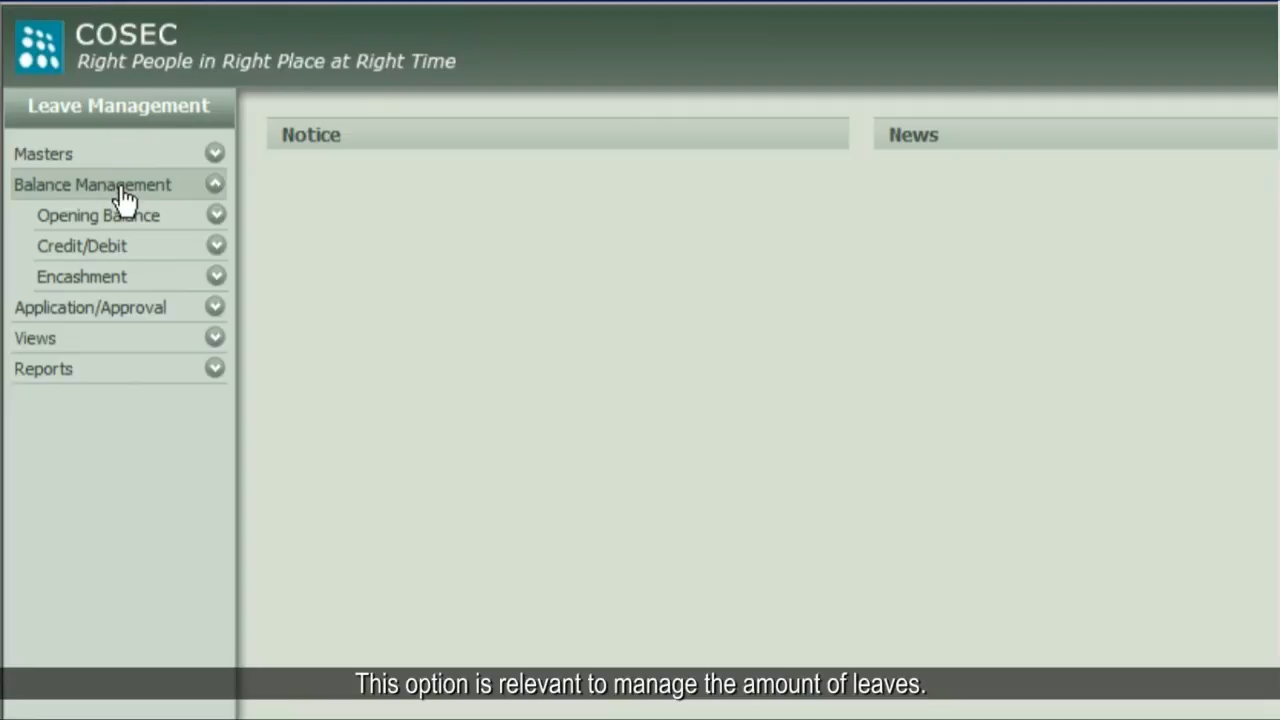 COSEC
Right People in Right Place at Right Time
Leave Management
Masters
Balance Management
Opening Balance
Credit/Debit
Encashment
Application/Approval
Views
Reports
Notice
News
This option is relevant to manage the amount of leaves.